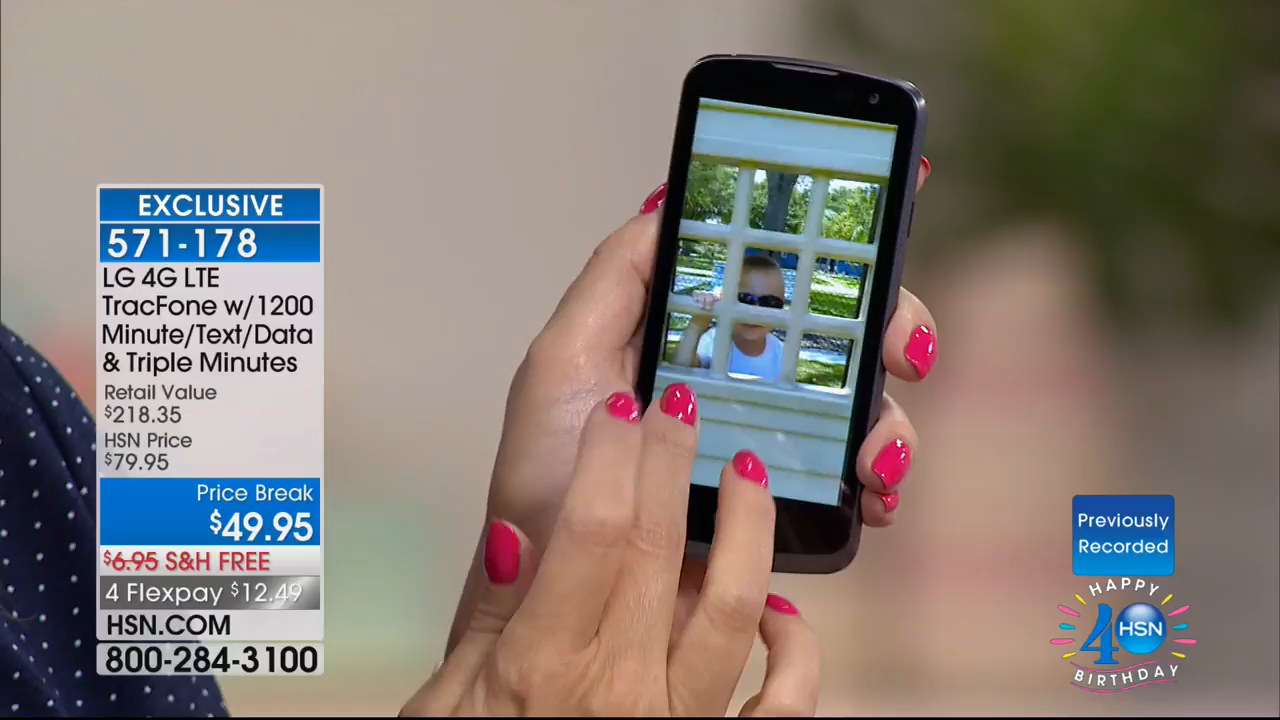 EXCLUSIVE
571-178
LG 4G LTE
TracFone w/1200
Minute/Text/Data
& Triple Minutes
Retail Value
$218.35
HSN Price
$79.95
Price Break
$49.95
$6.95 S&H FREE
4 Flexpay $12.49
HSN.COM
800-284-3100
Previously
Recorded
HAPPY
40
HSN
BIRTHDAY